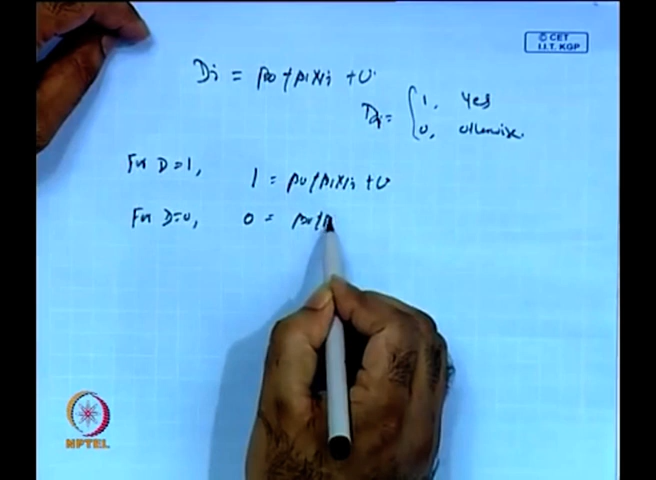 © CET
I.I.T. KGP
Di = β0 + β1Xi + U
Di = { 1, Yes
0, otherwise.
For D=1, 1 = β0 + β1Xi + U
For D=0, 0 = β0 + β
NPTEL